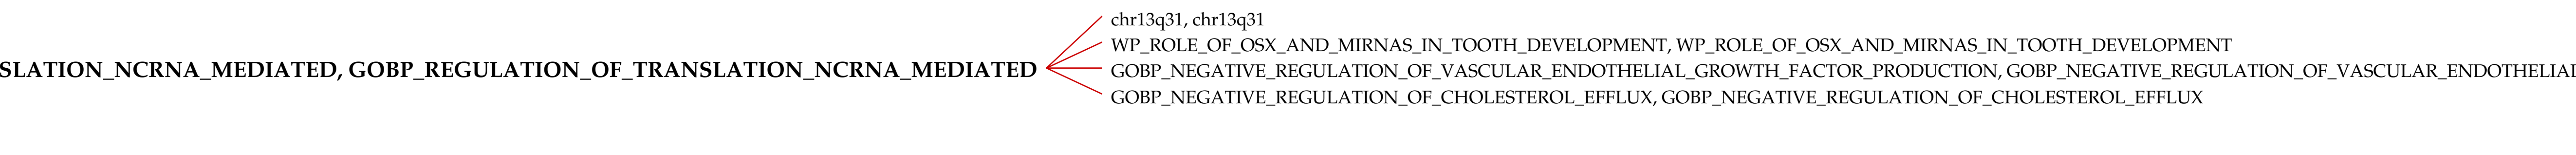 chr13q31, chr13q31
WP_ROLE_OF_OSX_AND_MIRNAS_IN_TOOTH_DEVELOPMENT, WP_ROLE_OF_OSX_AND_MIRNAS_IN_TOOTH_DEVELOPMENT
SLATION_NCRNA_MEDIATED, GOBP_REGULATION_OF_TRANSLATION_NCRNA_MEDIATED
GOBP_NEGATIVE_REGULATION_OF_VASCULAR_ENDOTHELIAL_GROWTH_FACTOR_PRODUCTION, GOBP_NEGATIVE_REGULATION_OF_VASCULAR_ENDOTHELIAL
GOBP_NEGATIVE_REGULATION_OF_CHOLESTEROL_EFFLUX, GOBP_NEGATIVE_REGULATION_OF_CHOLESTEROL_EFFLUX